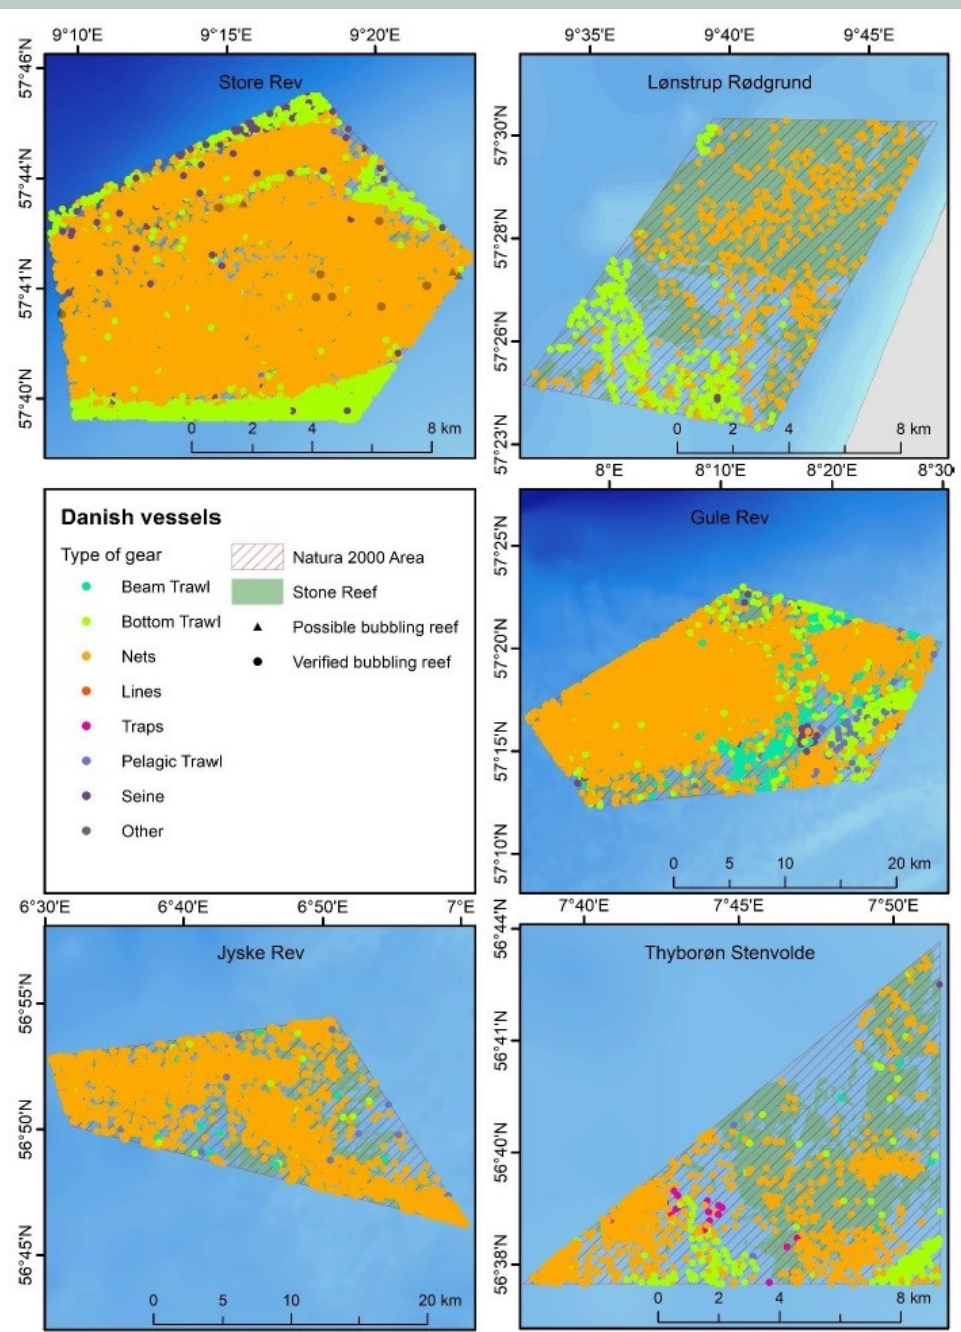 9°10'E 9°15'E 9°20'E
57°46'N
57°44'N
57°41'N
57°40'N
Store Rev
0 2 4 8 km
9°35'E 9°40'E 9°45'E
57°30'N
57°28'N
57°26'N
57°23'N
Lønstrup Rødgrund
0 2 4 8 km
Danish vessels
Type of gear
Beam Trawl
Bottom Trawl
Nets
Lines
Traps
Pelagic Trawl
Seine
Other
Natura 2000 Area
Stone Reef
Possible bubbling reef
Verified bubbling reef
8°E 8°10'E 8°20'E 8°30
57°25'N
57°20'N
57°15'N
57°10'N
Gule Rev
0 5 10 20 km
6°30'E 6°40'E 6°50'E 7°E
56°55'N
56°50'N
56°45'N
Jyske Rev
0 5 10 20 km
7°40'E 7°45'E 7°50'E
56°44'N
56°41'N
56°40'N
56°38'N
Thyborøn Stenvolde
0 2 4 8 km